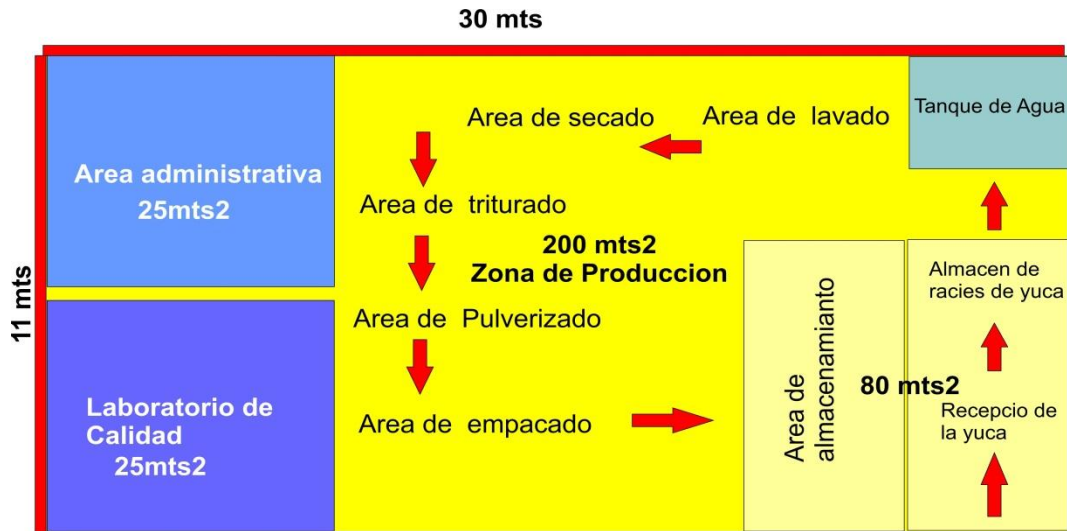 30 mts
11 mts
Area administrativa
25mts2
Laboratorio de
Calidad
25mts2
Area de secado
Area de lavado
Tanque de Agua
Area de triturado
200 mts2
Zona de Produccion
Area de Pulverizado
Area de empacado
Area de
almacenamianto
80 mts2
Almacen de
racies de yuca
Recepcio de
la yuca